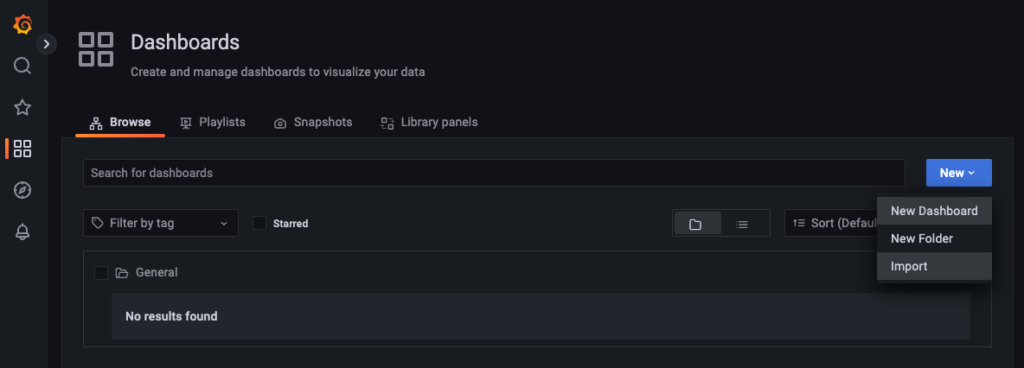 Dashboards
Create and manage dashboards to visualize your data
Browse Playlists Snapshots Library panels
Search for dashboards New
Filter by tag Starred Sort (Defaul
New Dashboard
New Folder
Import
General
No results found